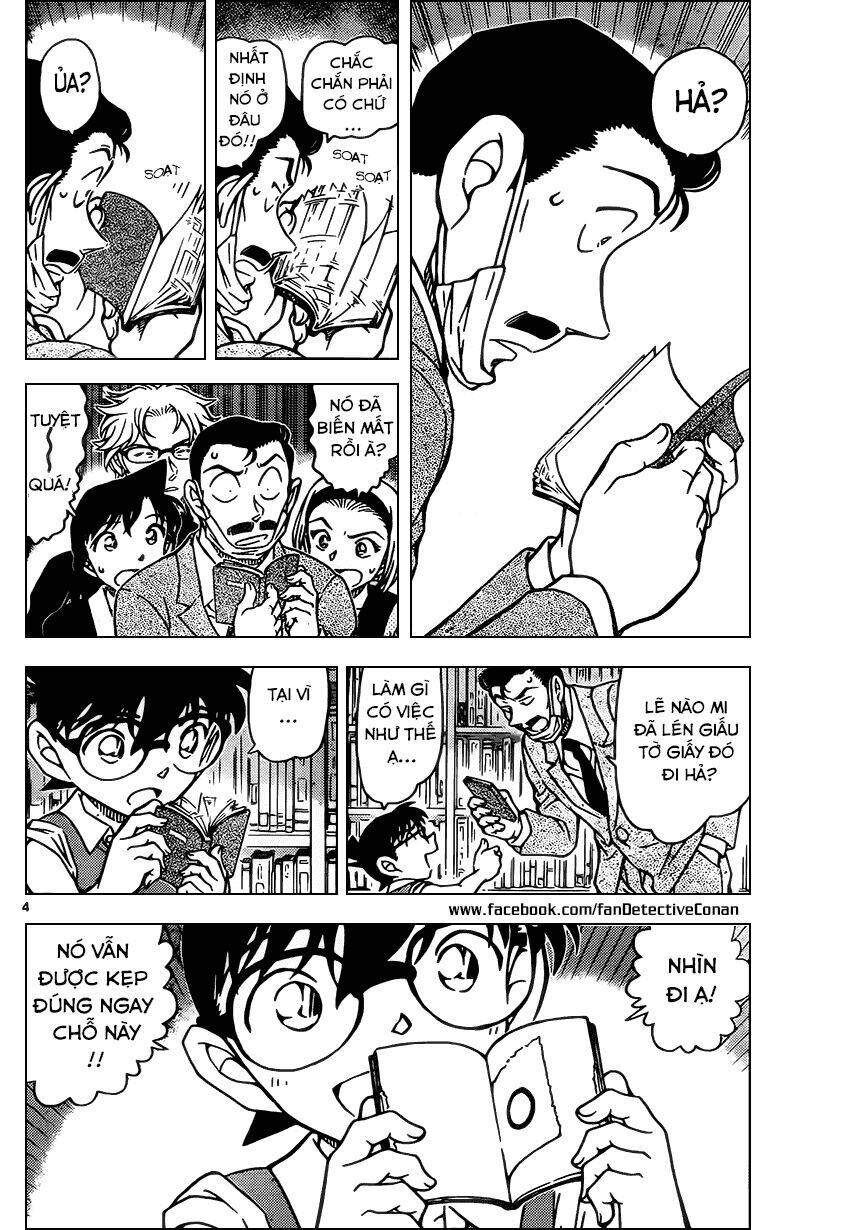 HẢ?
CHẮC
CHẮN PHẢI
CÓ CHỨ
...
NHẤT
ĐỊNH
NÓ Ở
ĐÂU
ĐÓ!!
SOẠT
SOẠT
ỦA?
SOẠT
NÓ ĐÃ
BIẾN MẤT
RỒI À?
TUYỆT
QUÁ!
LẼ NÀO MI
ĐÃ LÉN GIẤU
TỜ GIẤY ĐÓ
ĐI HẢ?
LÀM GÌ
CÓ VIỆC
NHƯ THẾ
Ạ...
TẠI VÌ
...
4
www.facebook.com/fanDetectiveConan
NHÌN
ĐI Ạ!
NÓ VẪN
ĐƯỢC KẸP
ĐÚNG NGAY
CHỖ NÀY
!!